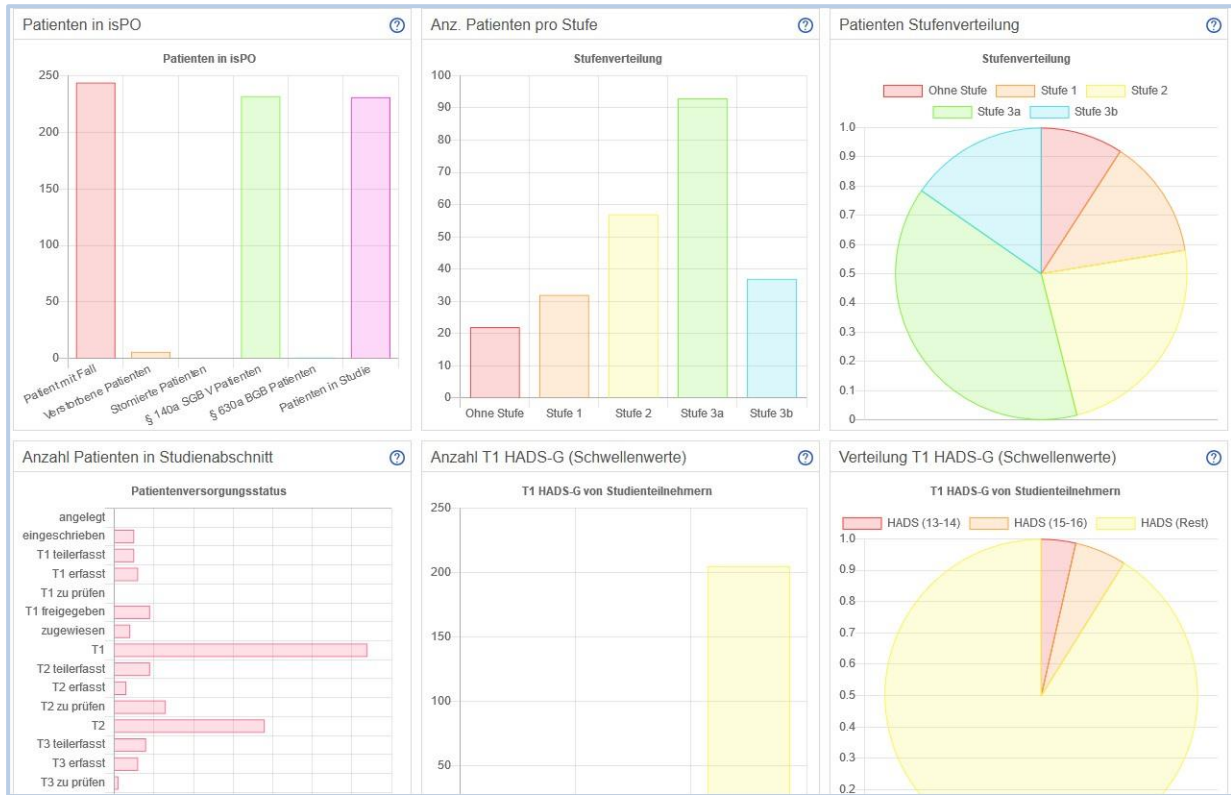 Patienten in isPO
Patienten in isPO
250
200
150
100
50
0
Patient mit Fall
Verstorbene Patienten
Stornierte Patienten
§ 140a SGB V Patienten
§ 630a BGB Patienten
Patienten in Studie
Anz. Patienten pro Stufe
Stufenverteilung
100
90
80
70
60
50
40
30
20
10
0
Ohne Stufe Stufe 1 Stufe 2 Stufe 3a Stufe 3b
Patienten Stufenverteilung
Stufenverteilung
Ohne Stufe Stufe 1 Stufe 2
Stufe 3a Stufe 3b
1.0
0.9
0.8
0.7
0.6
0.5
0.4
0.3
0.2
0.1
0
Anzahl Patienten in Studienabschnitt
Patientenversorgungsstatus
angelegt
eingeschrieben
T1 teilerfasst
T1 erfasst
T1 zu prüfen
T1 freigegeben
zugewiesen
T1
T2 teilerfasst
T2 erfasst
T2 zu prüfen
T2
T3 teilerfasst
T3 erfasst
T3 zu prüfen
Anzahl T1 HADS-G (Schwellenwerte)
T1 HADS-G von Studienteilnehmern
250
200
150
100
50
Verteilung T1 HADS-G (Schwellenwerte)
T1 HADS-G von Studienteilnehmern
HADS (13-14) HADS (15-16) HADS (Rest)
1.0
0.9
0.8
0.7
0.6
0.5
0.4
0.3
0.2